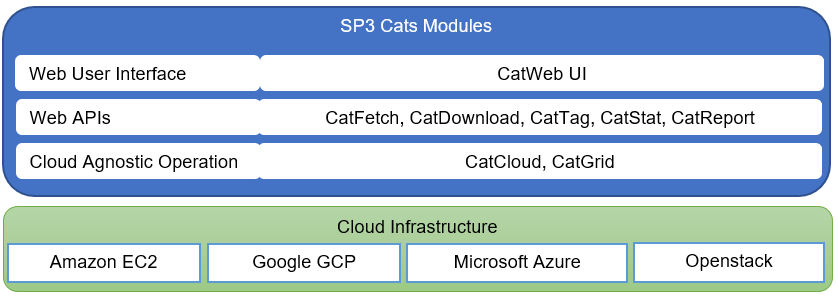 SP3 Cats Modules
Web User Interface CatWeb UI
Web APIs CatFetch, CatDownload, CatTag, CatStat, CatReport
Cloud Agnostic Operation CatCloud, CatGrid
Cloud Infrastructure
Amazon EC2 Google GCP Microsoft Azure Openstack